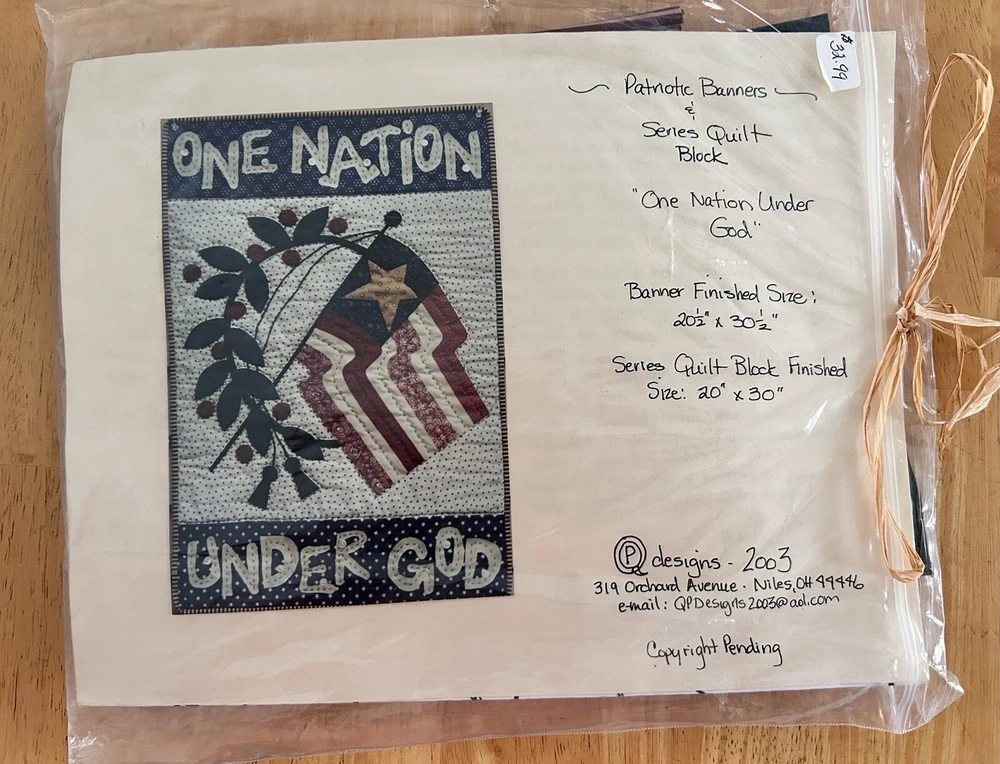 $32.99
ONE NATION
UNDER GOD
Patriotic Banners
&
Series Quilt
Block
"One Nation Under
God"
Banner Finished Size:
20½" x 30½"
Series Quilt Block Finished
Size: 20" x 30"
QP designs - 2003
319 Orchard Avenue · Niles, OH 44446
e-mail: QPDesigns2003@aol.com
Copyright Pending